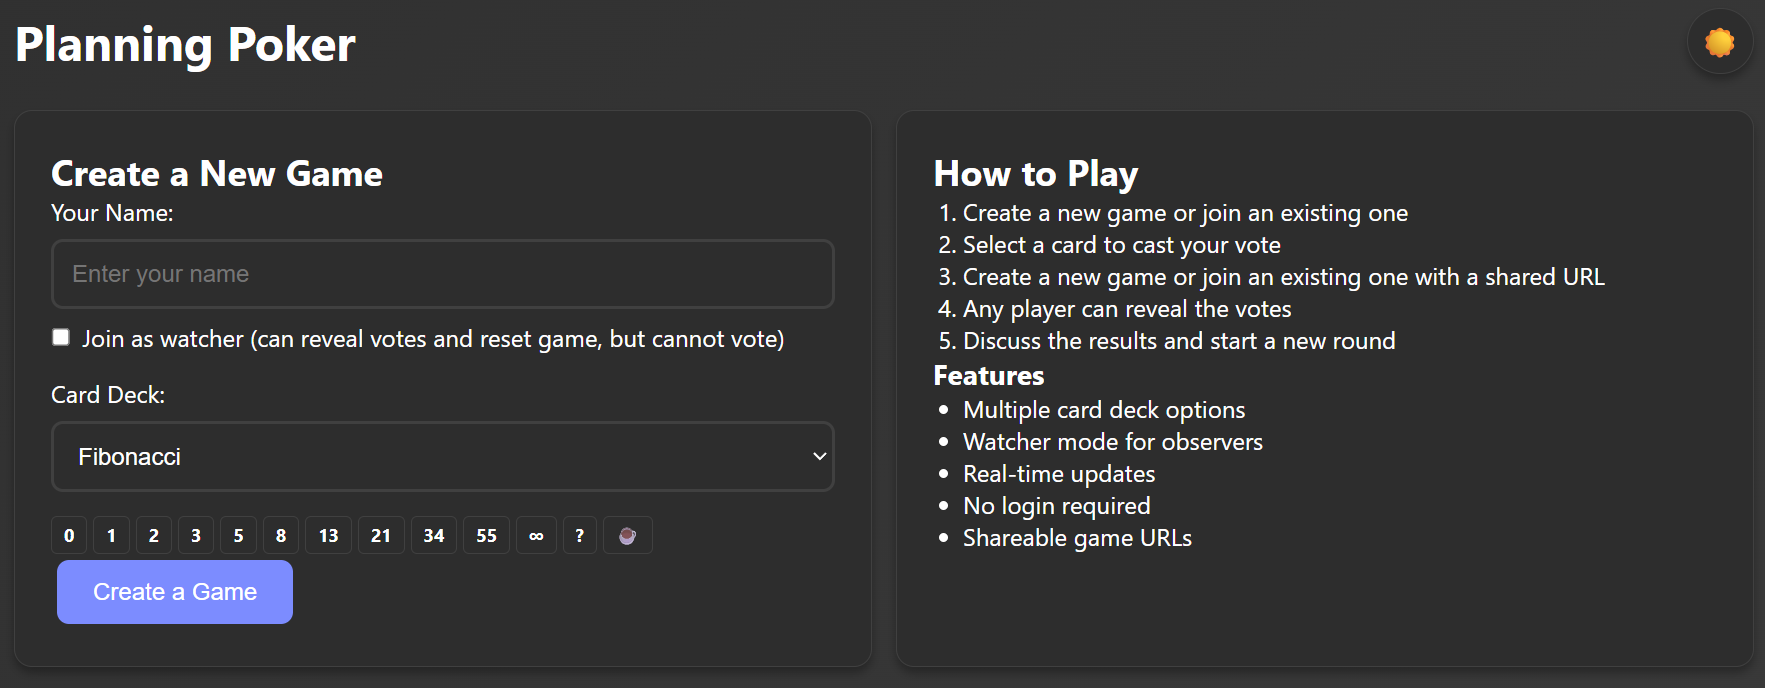 Planning Poker
Create a New Game
Your Name:
Enter your name
Join as watcher (can reveal votes and reset game, but cannot vote)
Card Deck:
Fibonacci
0 1 2 3 5 8 13 21 34 55 ∞ ?
Create a Game
How to Play
1. Create a new game or join an existing one
2. Select a card to cast your vote
3. Create a new game or join an existing one with a shared URL
4. Any player can reveal the votes
5. Discuss the results and start a new round
Features
• Multiple card deck options
• Watcher mode for observers
• Real-time updates
• No login required
• Shareable game URLs